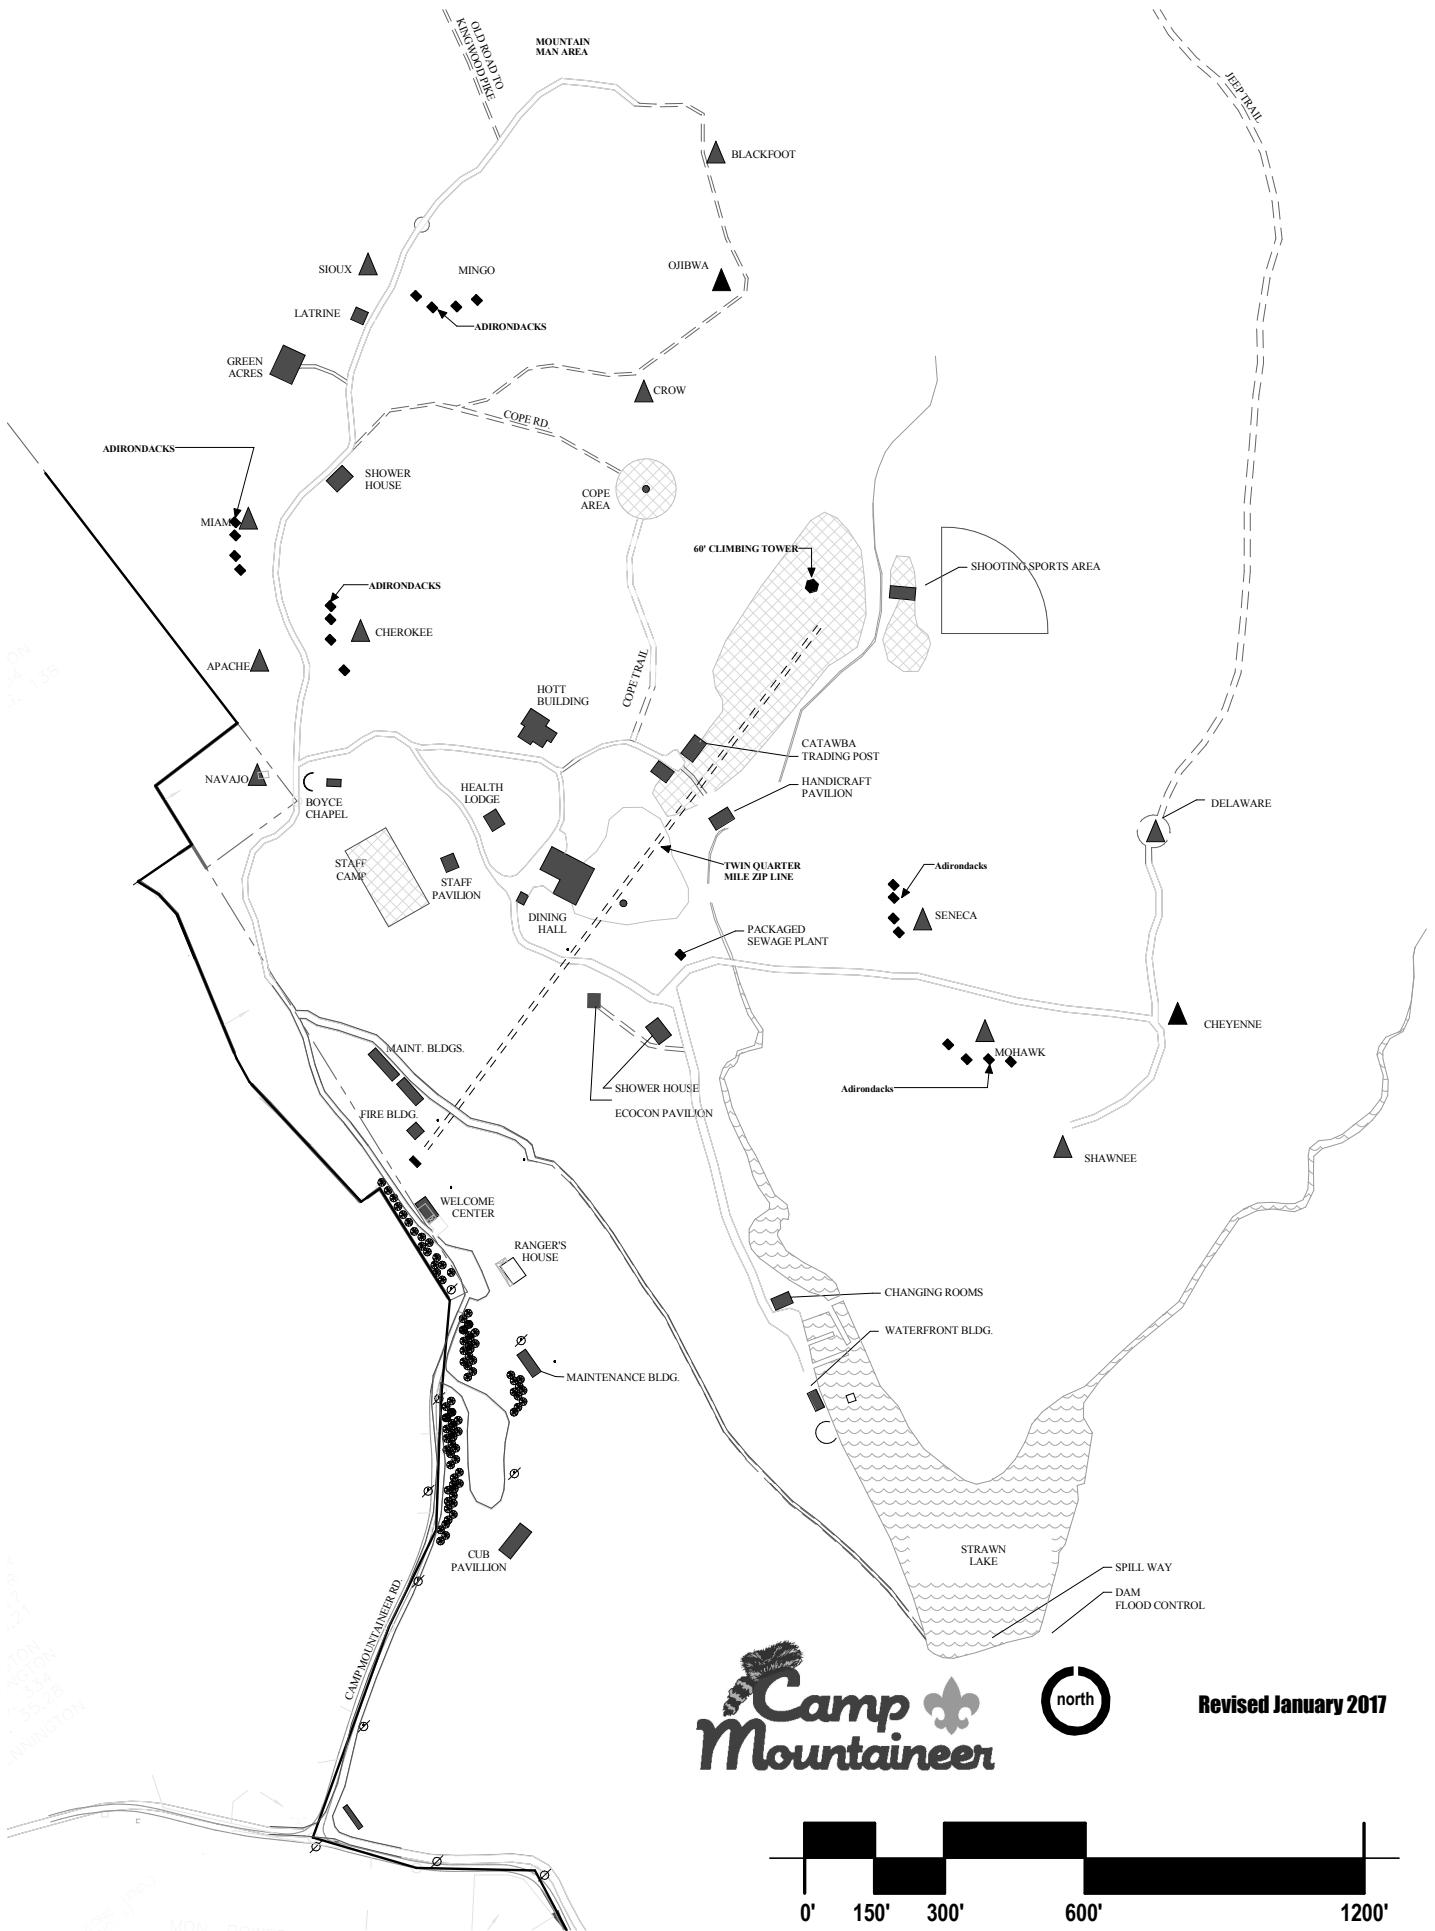 OLD ROAD TO
KINGWOOD PIKE
MOUNTAIN
MAN AREA
JEEP TRAIL
BLACKFOOT
SIOUX
MINGO
OJIBWA
LATRINE
ADIRONDACKS
GREEN
ACRES
CROW
COPE RD.
ADIRONDACKS
SHOWER
HOUSE
COPE
AREA
MIAM
60' CLIMBING TOWER
SHOOTING SPORTS AREA
ADIRONDACKS
CHEROKEE
APACHE
COPE TRAIL
HOTT
BUILDING
CATAWBA
TRADING POST
NAVAJO
BOYCE
CHAPEL
HEALTH
LODGE
HANDICRAFT
PAVILION
DELAWARE
STAFF
CAMP
STAFF
PAVILION
TWIN QUARTER
MILE ZIP LINE
Adirondacks
DINING
HALL
SENECA
PACKAGED
SEWAGE PLANT
CHEYENNE
MAINT. BLDGS.
MOHAWK
Adirondacks
SHOWER HOUSE
FIRE BLDG.
ECOCON PAVILION
SHAWNEE
WELCOME
CENTER
RANGER'S
HOUSE
CHANGING ROOMS
WATERFRONT BLDG.
MAINTENANCE BLDG.
CUB
PAVILLION
STRAWN
LAKE
SPILL WAY
DAM
FLOOD CONTROL
CAMP MOUNTAINEER RD.
Camp
Mountaineer
north
Revised January 2017
0' 150' 300' 600' 1200'